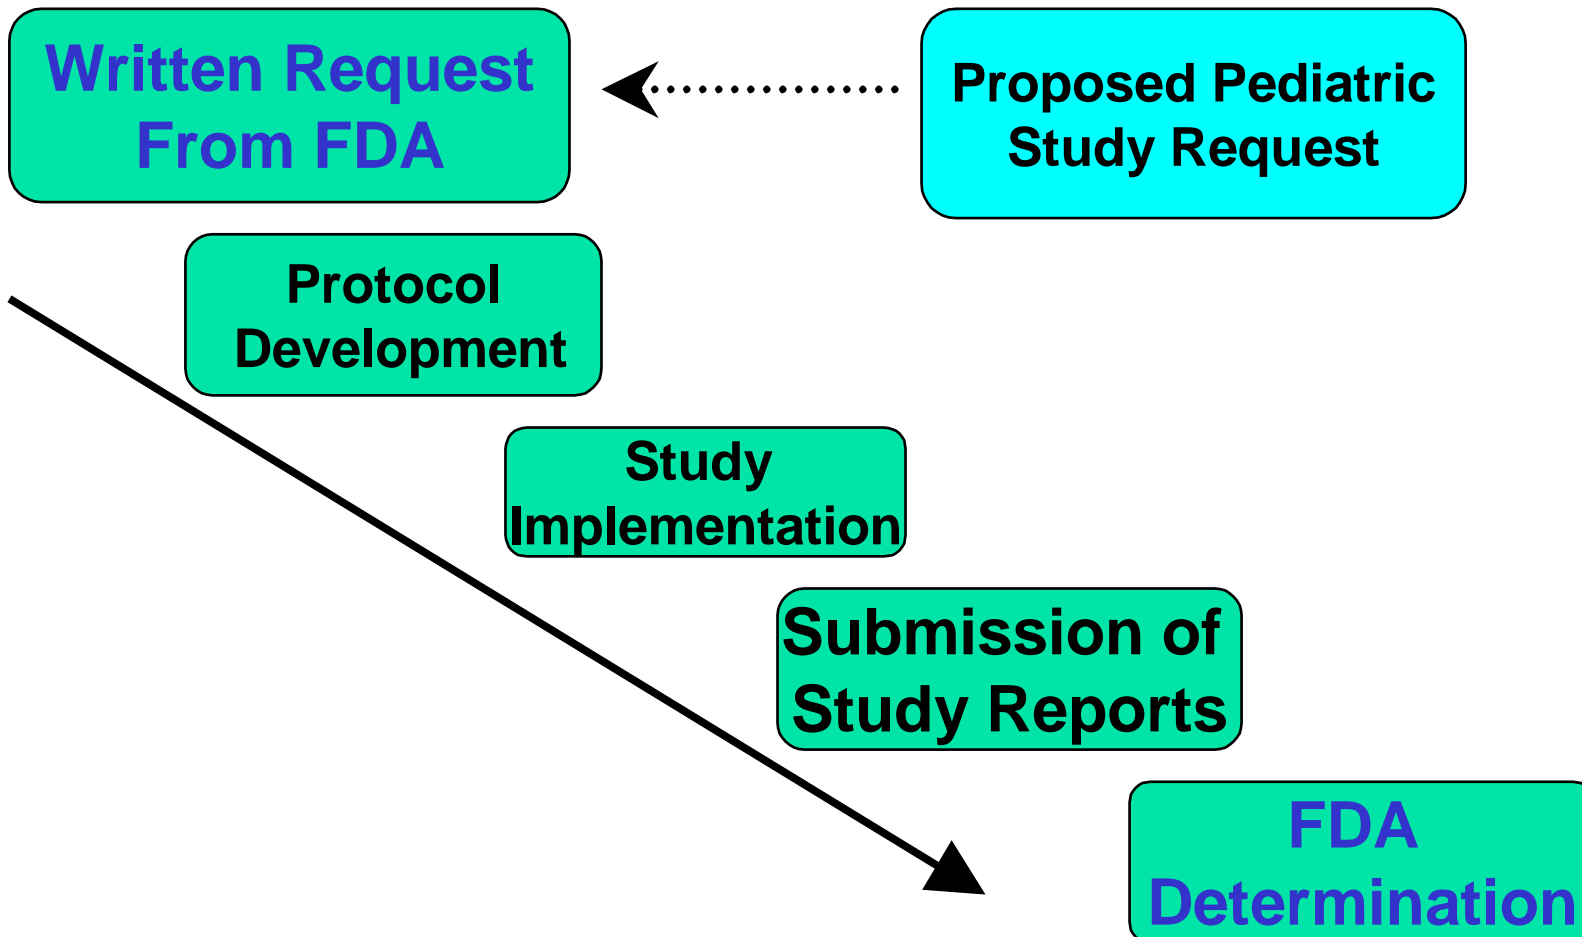 Written Request
From FDA
Proposed Pediatric
Study Request
Protocol
Development
Study
Implementation
Submission of
Study Reports
FDA
Determination